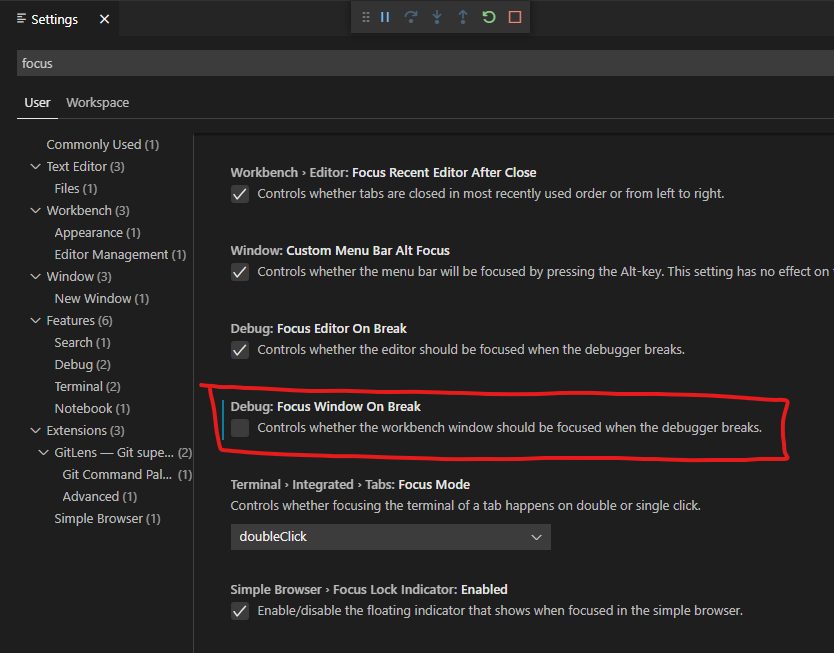 Settings
focus
User Workspace
Commonly Used (1)
Text Editor (3)
Files (1)
Workbench (3)
Appearance (1)
Editor Management (1)
Window (3)
New Window (1)
Features (6)
Search (1)
Debug (2)
Terminal (2)
Notebook (1)
Extensions (3)
GitLens — Git supe... (2)
Git Command Pal... (1)
Advanced (1)
Simple Browser (1)
Workbench › Editor: Focus Recent Editor After Close
Controls whether tabs are closed in most recently used order or from left to right.
Window: Custom Menu Bar Alt Focus
Controls whether the menu bar will be focused by pressing the Alt-key. This setting has no effect on
Debug: Focus Editor On Break
Controls whether the editor should be focused when the debugger breaks.
Debug: Focus Window On Break
Controls whether the workbench window should be focused when the debugger breaks.
Terminal › Integrated › Tabs: Focus Mode
Controls whether focusing the terminal of a tab happens on double or single click.
doubleClick
Simple Browser › Focus Lock Indicator: Enabled
Enable/disable the floating indicator that shows when focused in the simple browser.